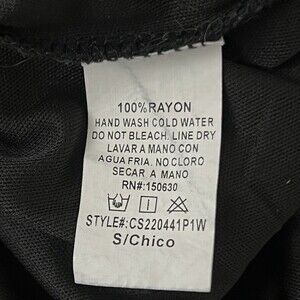 100%RAYON
HAND WASH COLD WATER
DO NOT BLEACH. LINE DRY
LAVAR A MANO CON
AGUA FRIA. NO CLORO
SECAR A MANO
RN#:150630
STYLE#:CS220441P1W
S/Chico